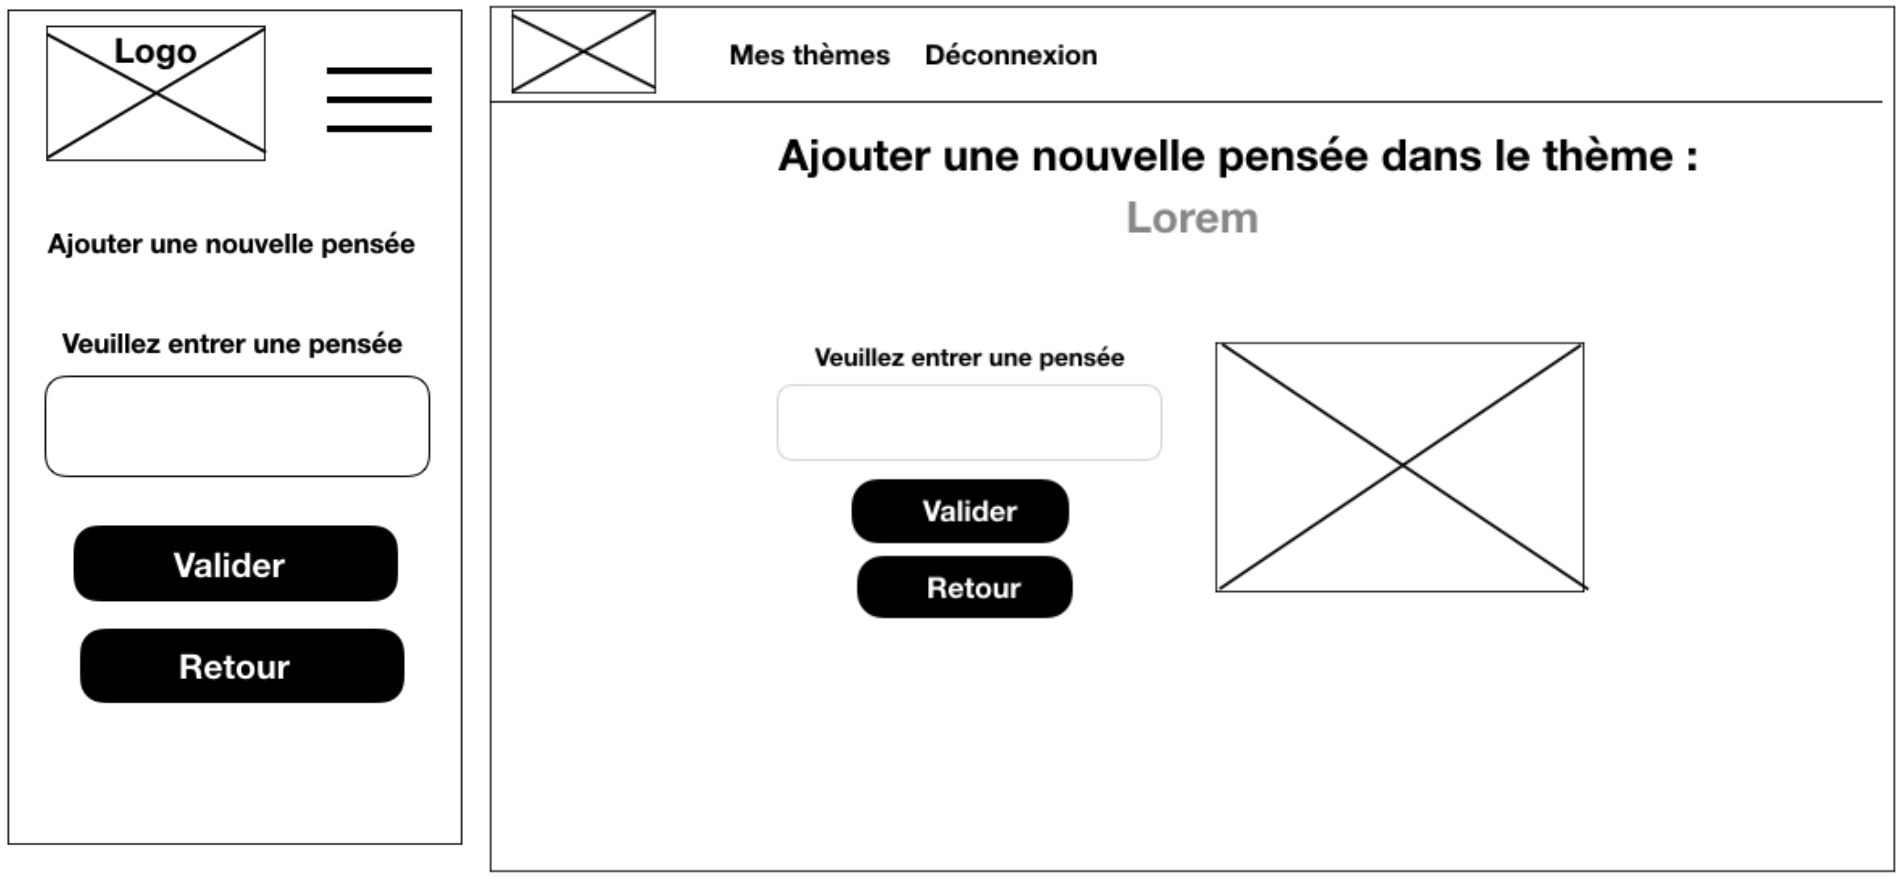 Logo
Ajouter une nouvelle pensée
Veuillez entrer une pensée
Valider
Retour
Mes thèmes Déconnexion
Ajouter une nouvelle pensée dans le thème :
Lorem
Veuillez entrer une pensée
Valider
Retour